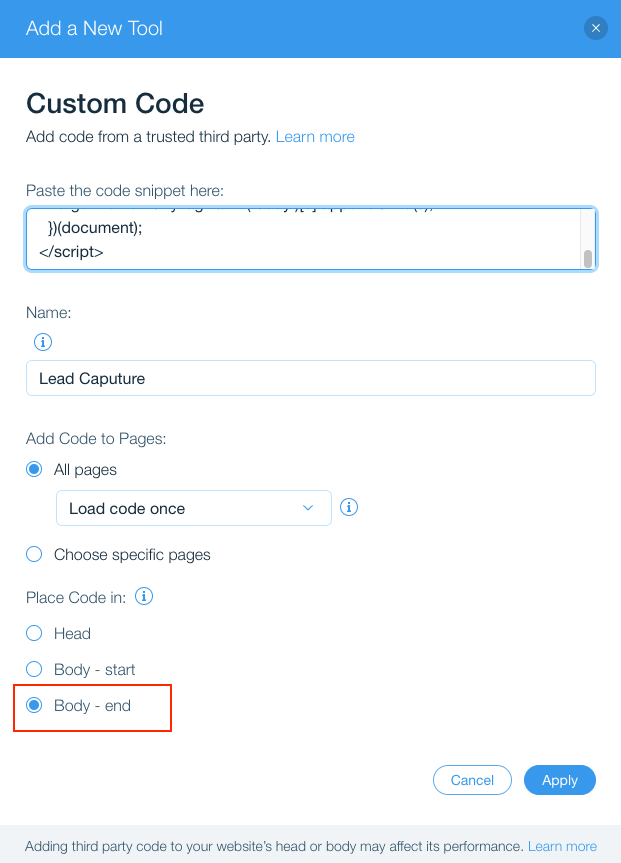 Add a New Tool
Custom Code
Add code from a trusted third party. Learn more
Paste the code snippet here:
})(document);
</script>
Name:
Lead Caputure
Add Code to Pages:
All pages
Load code once
Choose specific pages
Place Code in:
Head
Body - start
Body - end
Cancel Apply
Adding third party code to your website's head or body may affect its performance. Learn more